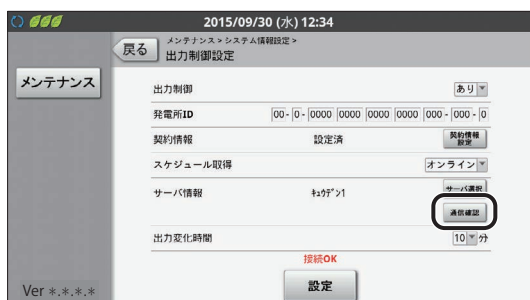 2015/09/30 (水) 12:34
戻る
メンテナンス > システム情報設定 >
出力制御設定
メンテナンス
出力制御 あり
発電所ID 00 - 0 - 0000 0000 0000 0000 000 - 000 - 0
契約情報 設定済 契約情報
設定
スケジュール取得 オンライン
サーバ情報 ｷｭｳﾃﾞﾝ1 サーバ選択
通信確認
出力変化時間 10 分
接続OK
設定
Ver *.*.*.*